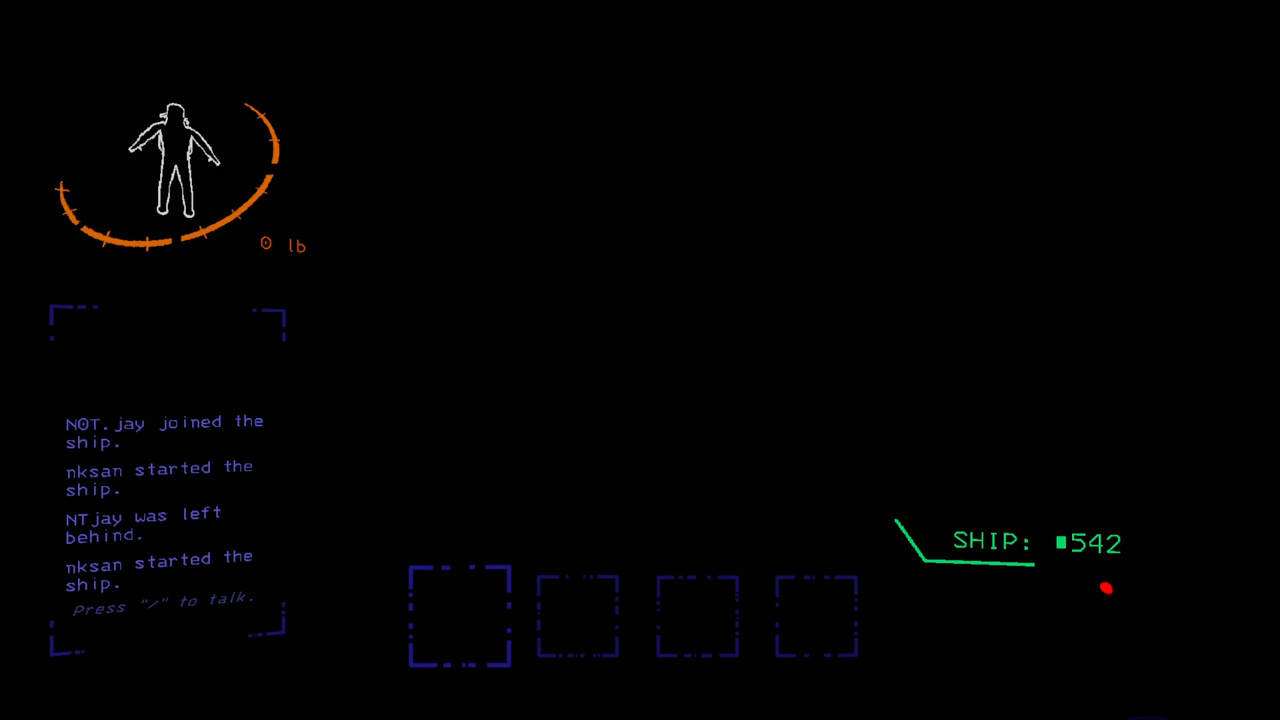 0 lb
NOT.jay joined the
ship.
nksan started the
ship.
NTjay was left
behind.
nksan started the
ship.
Press "/" to talk.
SHIP: ■542